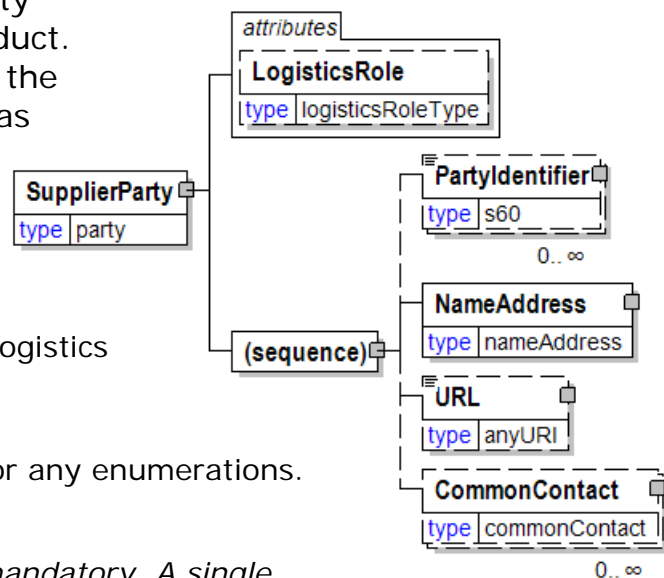 ty
duct.
the
as
ogistics
or any enumerations.
mandatory. A single
attributes
LogisticsRole
type logisticsRoleType
SupplierParty
type party
(sequence)
PartyIdentifier
type s60
0.. ∞
NameAddress
type nameAddress
URL
type anyURI
CommonContact
type commonContact
0.. ∞